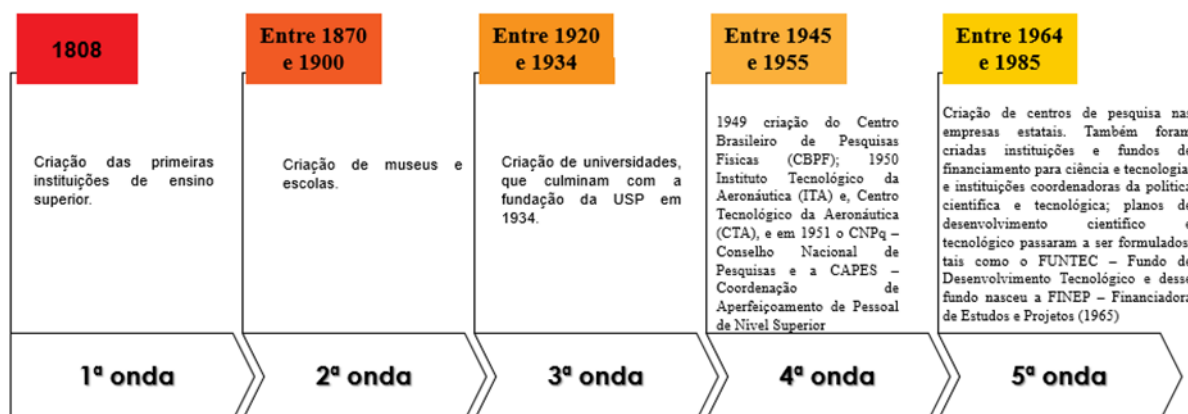 1808
Criação das primeiras
instituições de ensino
superior.
1ª onda
Entre 1870
e 1900
Criação de museus e
escolas.
2ª onda
Entre 1920
e 1934
Criação de universidades,
que culminam com a
fundação da USP em
1934.
3ª onda
Entre 1945
e 1955
1949 criação do Centro
Brasileiro de Pesquisas
Físicas (CBPF); 1950
Instituto Tecnológico da
Aeronáutica (ITA) e, Centro
Tecnológico da Aeronáutica
(CTA), e em 1951 o CNPq –
Conselho Nacional de
Pesquisas e a CAPES –
Coordenação de
Aperfeiçoamento de Pessoal
de Nível Superior
4ª onda
Entre 1964
e 1985
Criação de centros de pesquisa nas
empresas estatais. Também foram
criadas instituições e fundos de
financiamento para ciência e tecnologia
e instituições coordenadoras da política
científica e tecnológica; planos de
desenvolvimento científico e
tecnológico passaram a ser formulados,
tais como o FUNTEC – Fundo de
Desenvolvimento Tecnológico e desse
fundo nasceu a FINEP – Financiadora
de Estudos e Projetos (1965)
5ª onda